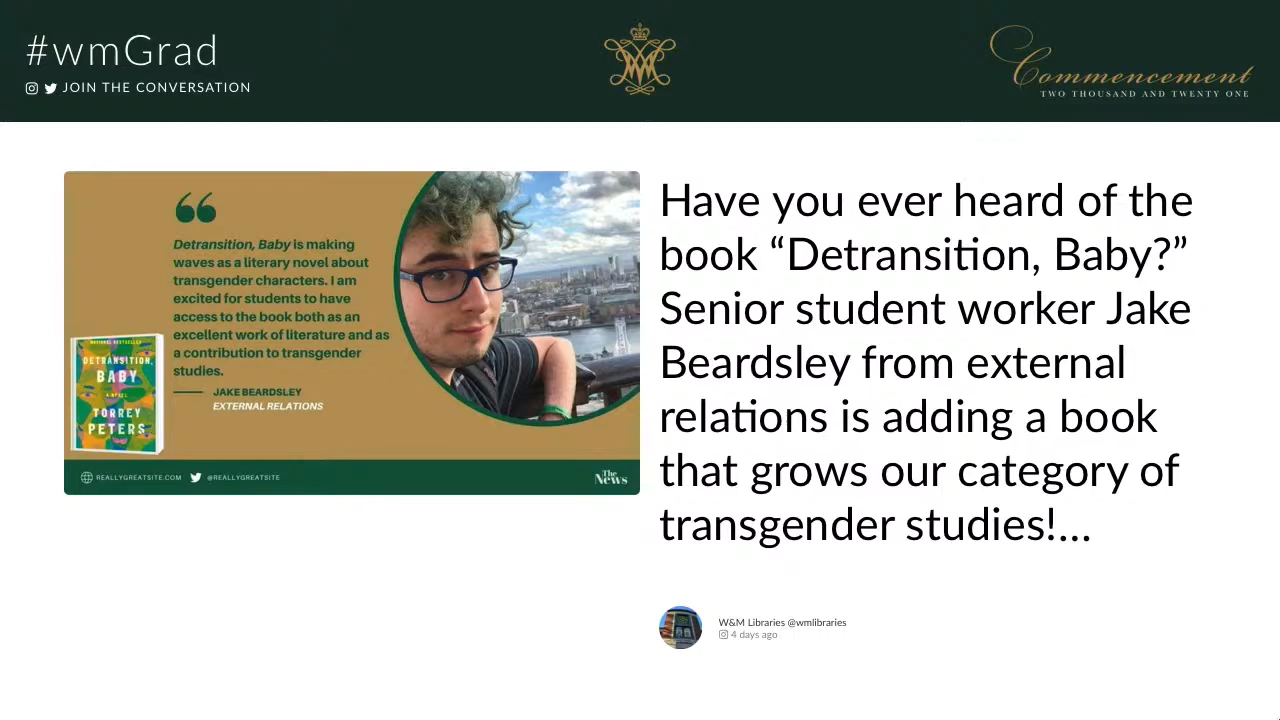 #wmGrad
JOIN THE CONVERSATION
Commencement
TWO THOUSAND AND TWENTY ONE
Detransition, Baby is making
waves as a literary novel about
transgender characters. I am
excited for students to have
access to the book both as an
excellent work of literature and as
a contribution to transgender
studies.
JAKE BEARDSLEY
EXTERNAL RELATIONS
NATIONAL BESTSELLER
DETRANSITION,
BABY
A NOVEL
TORREY
PETERS
REALLYGREATSITE.COM @REALLYGREATSITE
The
News
Have you ever heard of the
book “Detransition, Baby?”
Senior student worker Jake
Beardsley from external
relations is adding a book
that grows our category of
transgender studies!...
W&M Libraries @wmlibraries
4 days ago